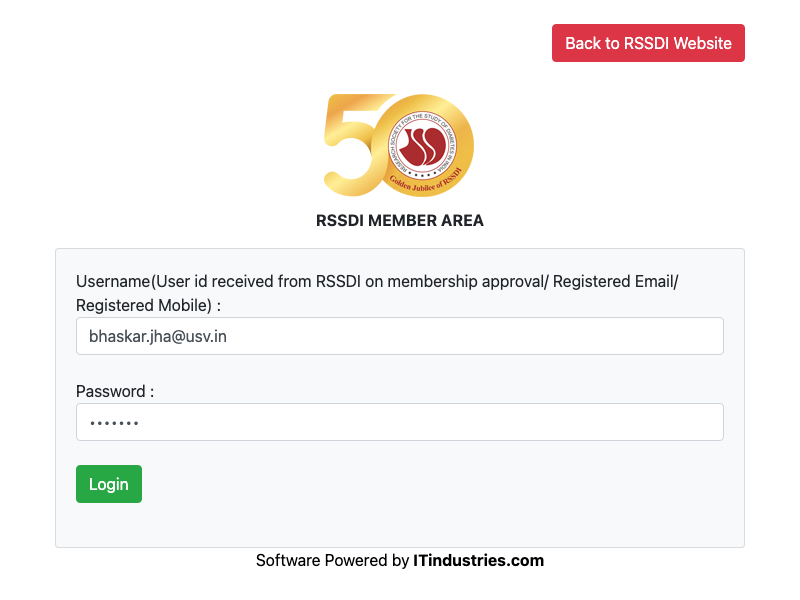 Back to RSSDI Website
50
RESEARCH SOCIETY FOR THE STUDY OF DIABETES IN INDIA
Golden Jubilee of RSSDI
RSSDI MEMBER AREA
Username(User id received from RSSDI on membership approval/ Registered Email/
Registered Mobile) :
bhaskar.jha@usv.in
Password :
•••••••
Login
Software Powered by ITindustries.com